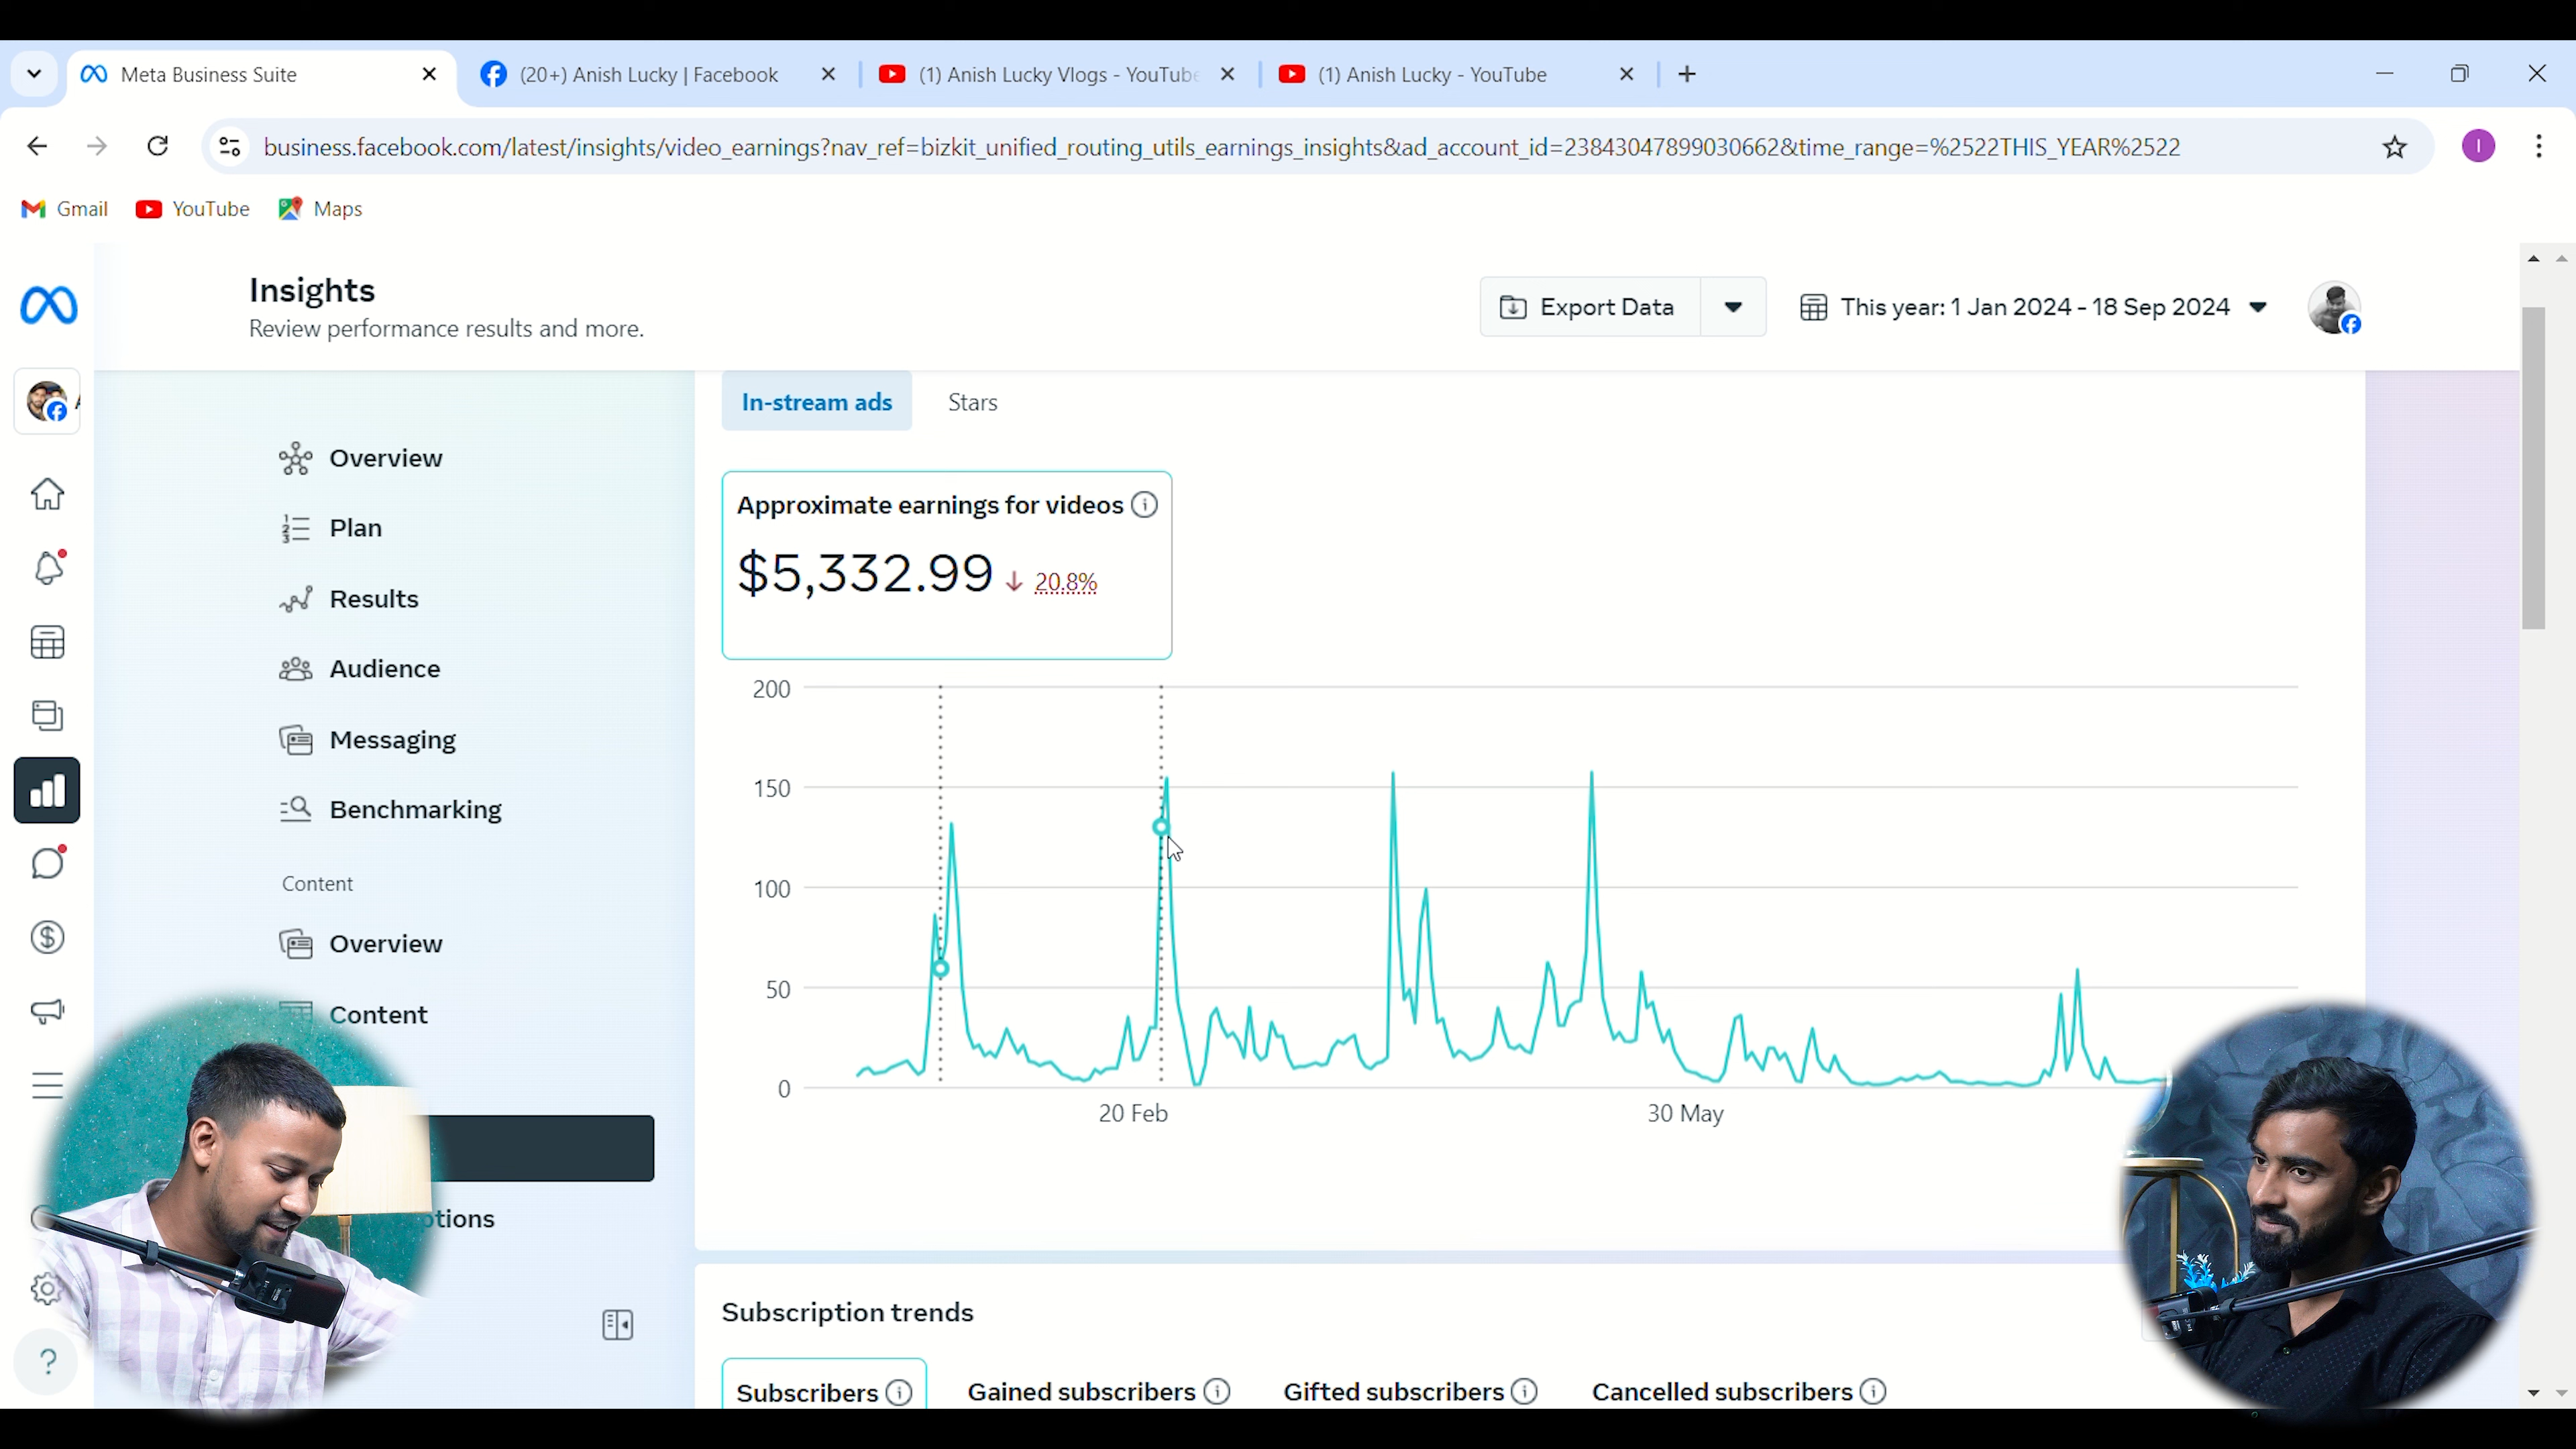 Meta Business Suite
(20+) Anish Lucky | Facebook
(1) Anish Lucky Vlogs - YouTube
(1) Anish Lucky - YouTube
business.facebook.com/latest/insights/video_earnings?nav_ref=bizkit_unified_routing_utils_earnings_insights&ad_account_id=23843047899030662&time_range=%2522THIS_YEAR%2522
I
Gmail
YouTube
Maps
Insights
Review performance results and more.
Export Data
This year: 1 Jan 2024 - 18 Sep 2024
Overview
Plan
Results
Audience
Messaging
Benchmarking
Content
Overview
Content
In-stream ads
Stars
Approximate earnings for videos
$5,332.99 ↓ 20.8%
200
150
100
50
0
20 Feb
30 May
Subscription trends
Subscribers
Gained subscribers
Gifted subscribers
Cancelled subscribers